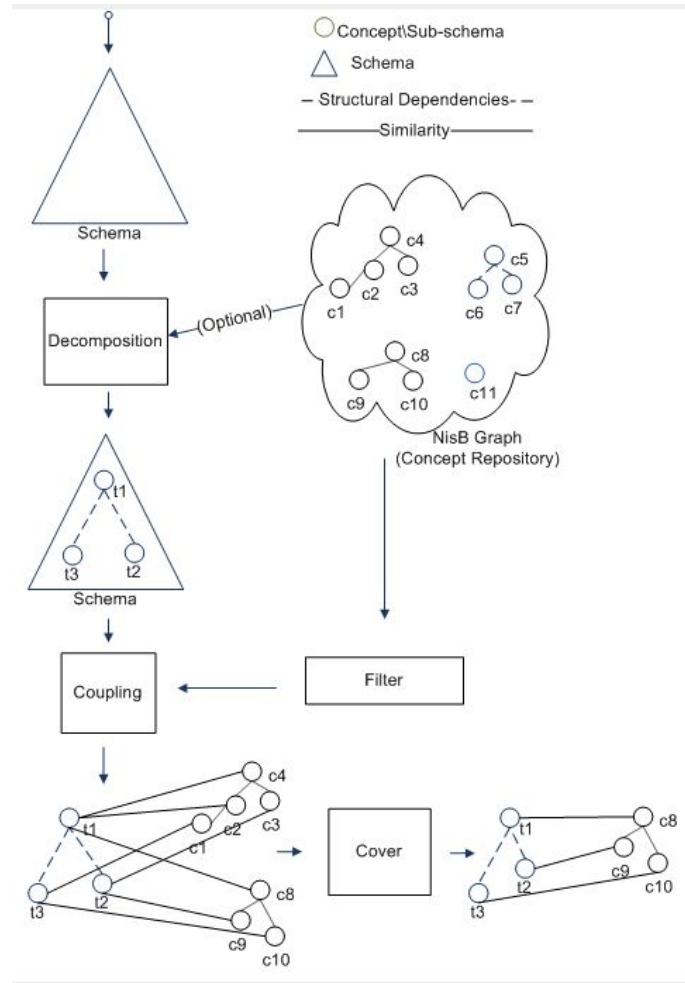 Concept\Sub-schema
Schema
Structural Dependencies
Similarity
Schema
c4
c1
c2
c3
c5
c6
c7
c8
c9
c10
c11
(Optional)
Decomposition
NisB Graph
(Concept Repository)
t1
t3
t2
Schema
Coupling
Filter
c4
t1
c1
c2
c3
t3
t2
c8
c9
c10
Cover
t1
c8
t2
c9
c10
t3